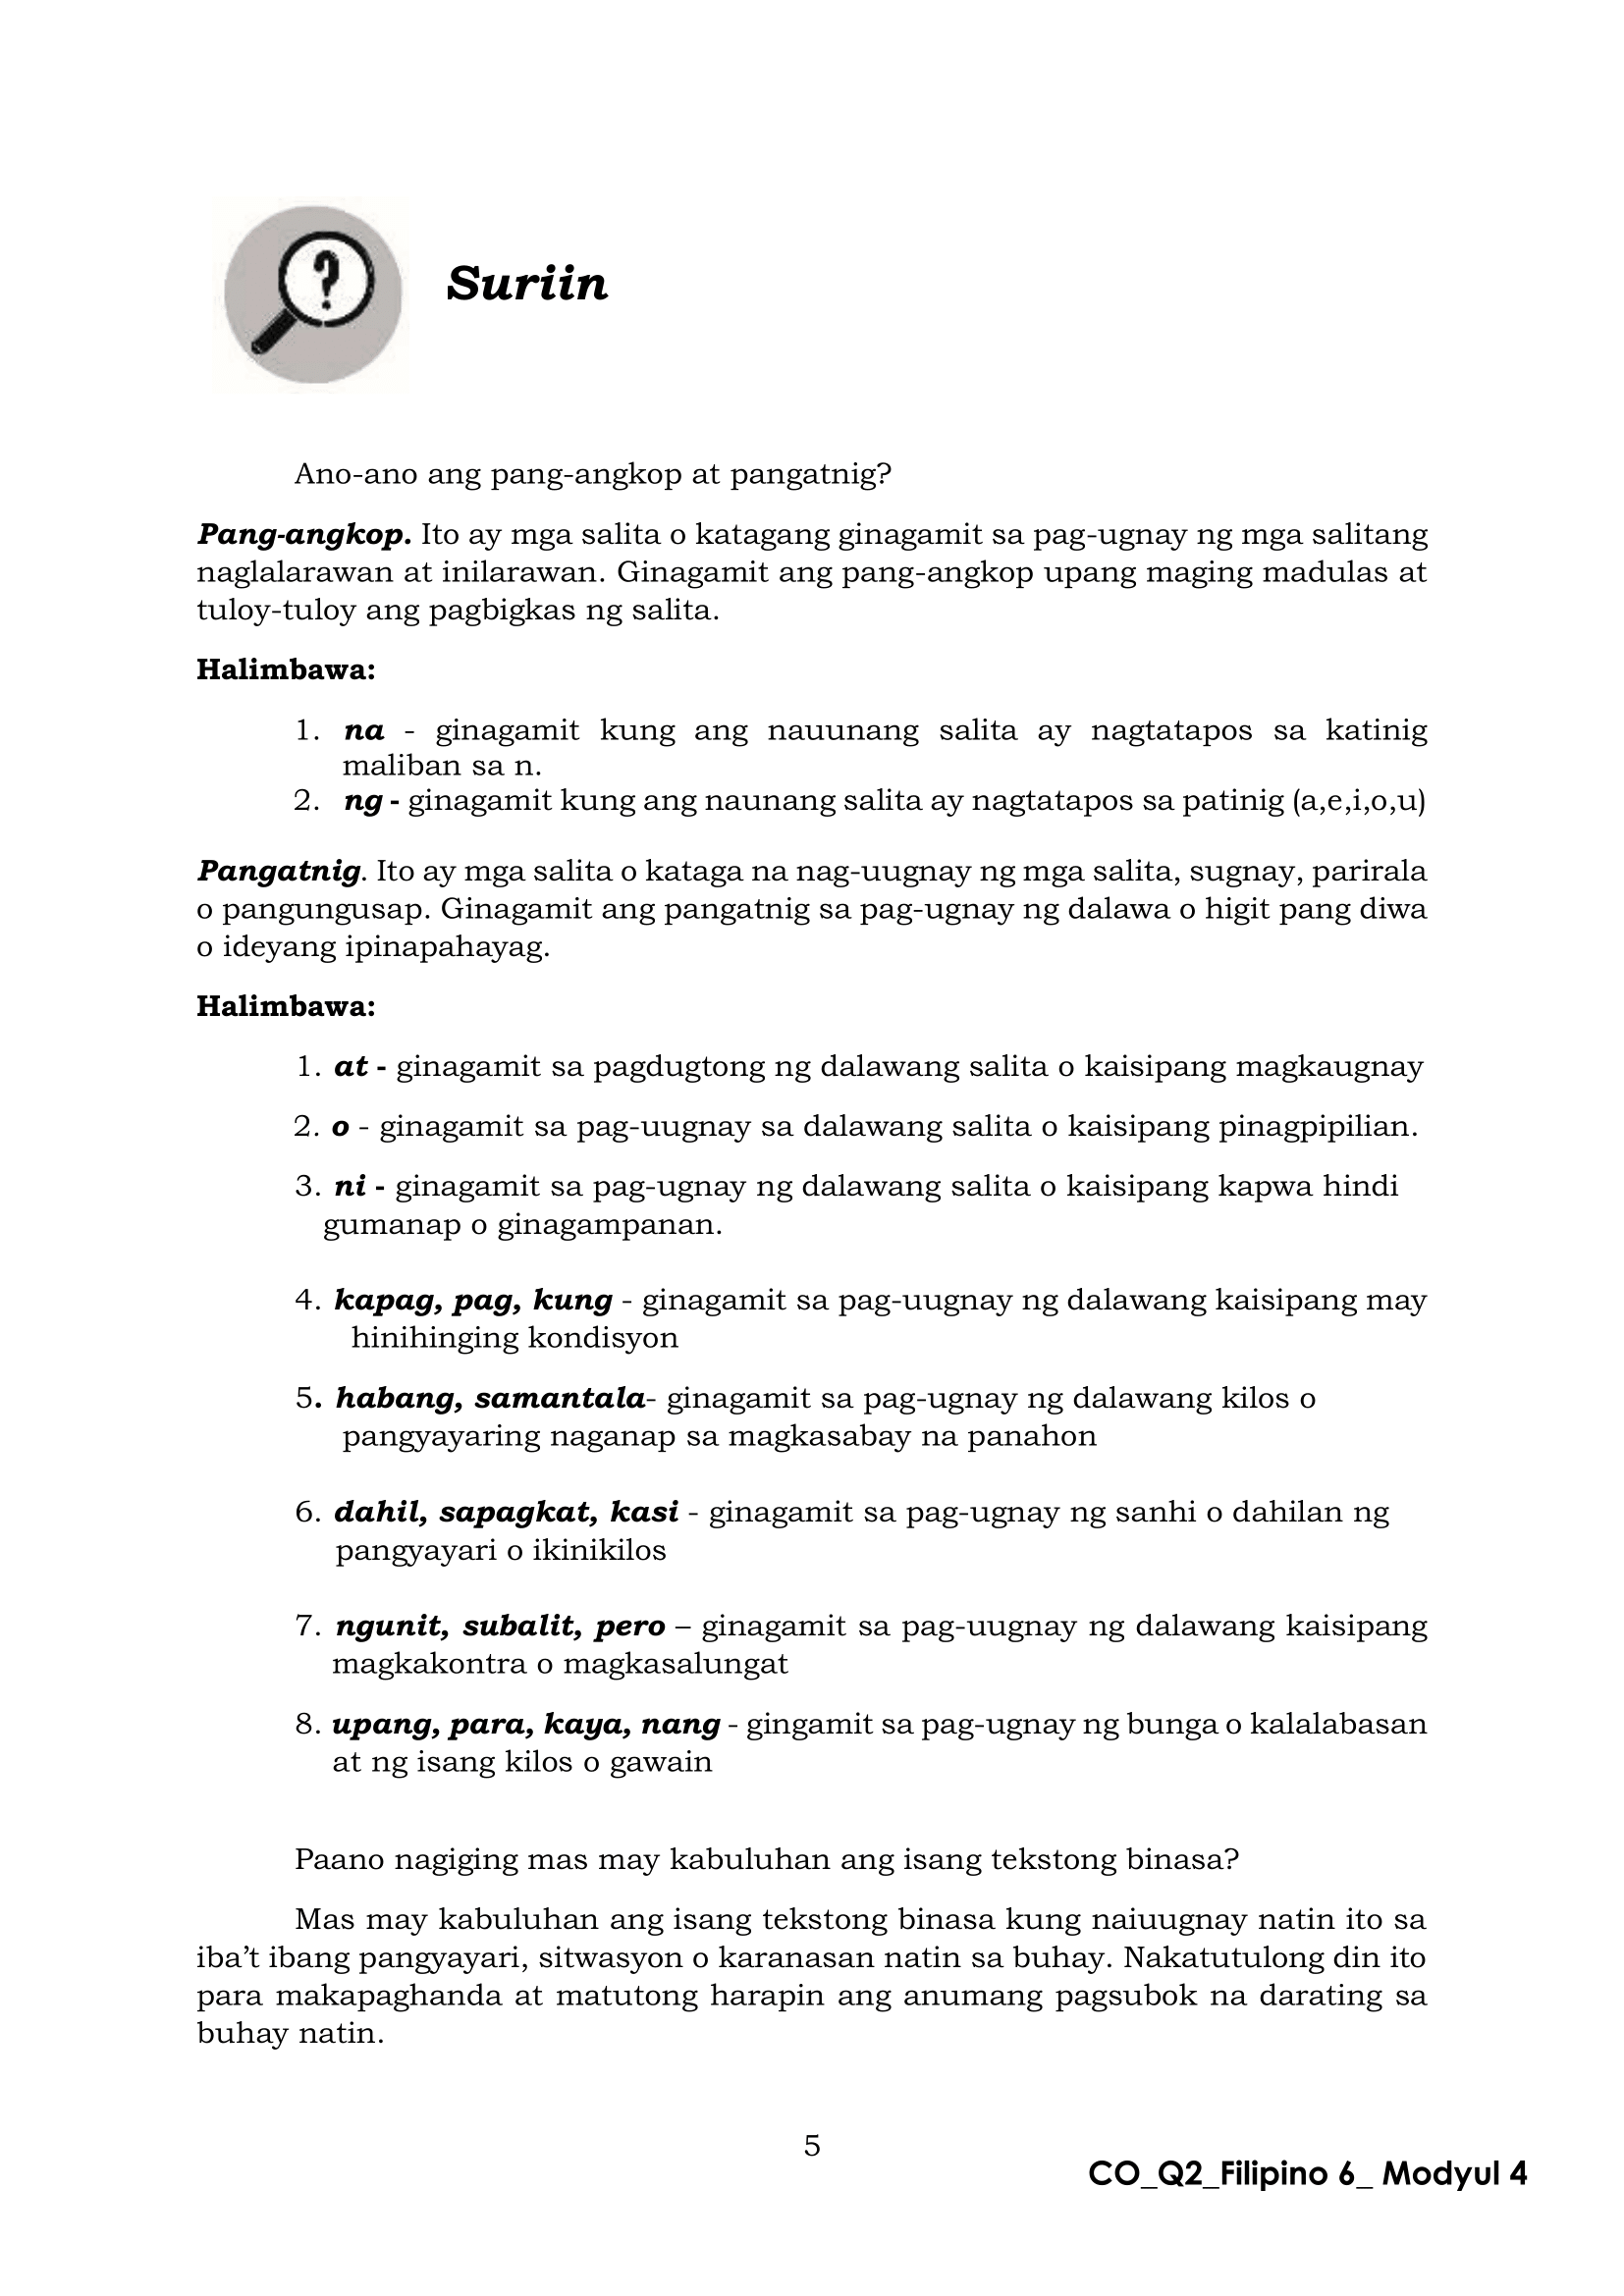 ?
Suriin
Ano-ano ang pang-angkop at pangatnig?
Pang-angkop. Ito ay mga salita o katagang ginagamit sa pag-ugnay ng mga salitang
naglalarawan at inilarawan. Ginagamit ang pang-angkop upang maging madulas at
tuloy-tuloy ang pagbigkas ng salita.
Halimbawa:
1. na - ginagamit kung ang nauunang salita ay nagtatapos sa katinig
maliban sa n.
2. ng - ginagamit kung ang naunang salita ay nagtatapos sa patinig (a,e,i,o,u)
Pangatnig. Ito ay mga salita o kataga na nag-uugnay ng mga salita, sugnay, parirala
o pangungusap. Ginagamit ang pangatnig sa pag-ugnay ng dalawa o higit pang diwa
o ideyang ipinapahayag.
Halimbawa:
1. at - ginagamit sa pagdugtong ng dalawang salita o kaisipang magkaugnay
2. o - ginagamit sa pag-uugnay sa dalawang salita o kaisipang pinagpipilian.
3. ni - ginagamit sa pag-ugnay ng dalawang salita o kaisipang kapwa hindi
gumanap o ginagampanan.
4. kapag, pag, kung - ginagamit sa pag-uugnay ng dalawang kaisipang may
hinihinging kondisyon
5. habang, samantala- ginagamit sa pag-ugnay ng dalawang kilos o
pangyayaring naganap sa magkasabay na panahon
6. dahil, sapagkat, kasi - ginagamit sa pag-ugnay ng sanhi o dahilan ng
pangyayari o ikinikilos
7. ngunit, subalit, pero – ginagamit sa pag-uugnay ng dalawang kaisipang
magkakontra o magkasalungat
8. upang, para, kaya, nang - gingamit sa pag-ugnay ng bunga o kalalabasan
at ng isang kilos o gawain
Paano nagiging mas may kabuluhan ang isang tekstong binasa?
Mas may kabuluhan ang isang tekstong binasa kung naiuugnay natin ito sa
iba’t ibang pangyayari, sitwasyon o karanasan natin sa buhay. Nakatutulong din ito
para makapaghanda at matutong harapin ang anumang pagsubok na darating sa
buhay natin.
5
CO_Q2_Filipino 6_ Modyul 4